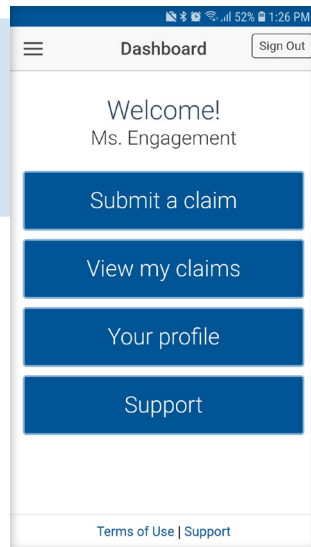 52% 1:26 PM
Dashboard Sign Out
Welcome!
Ms. Engagement
Submit a claim
View my claims
Your profile
Support
Terms of Use | Support